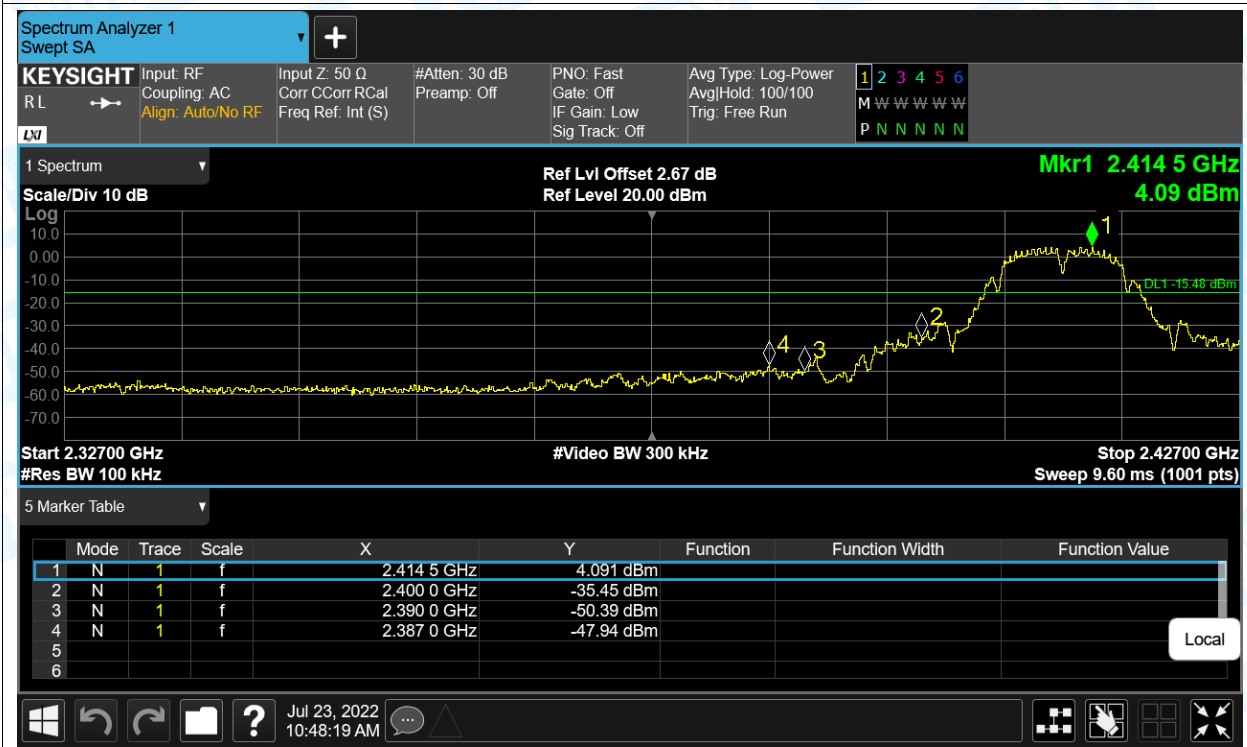 Spectrum Analyzer 1
Swept SA
KEYSIGHT Input: RF Input Z: 50 Ω #Atten: 30 dB PNO: Fast Avg Type: Log-Power 1 2 3 4 5 6
R L Coupling: AC Corr CCorr RCal Preamp: Off Gate: Off Avg|Hold: 100/100 M W W W W W W
Align: Auto/No RF Freq Ref: Int (S) IF Gain: Low Trig: Free Run
LXI Sig Track: Off P N N N N N
1 Spectrum Ref Lvl Offset 2.67 dB Mkr1 2.414 5 GHz
Scale/Div 10 dB Ref Level 20.00 dBm 4.09 dBm
Log
10.0 1
0.00
-10.0 DL1 -15.48 dBm
-20.0
-30.0 2
-40.0 4 3
-50.0
-60.0
-70.0
Start 2.32700 GHz #Video BW 300 kHz Stop 2.42700 GHz
#Res BW 100 kHz Sweep 9.60 ms (1001 pts)
5 Marker Table
Mode Trace Scale X Y Function Function Width Function Value
1 N 1 f 2.414 5 GHz 4.091 dBm
2 N 1 f 2.400 0 GHz -35.45 dBm
3 N 1 f 2.390 0 GHz -50.39 dBm
4 N 1 f 2.387 0 GHz -47.94 dBm
5 Local
6
? Jul 23, 2022
10:48:19 AM